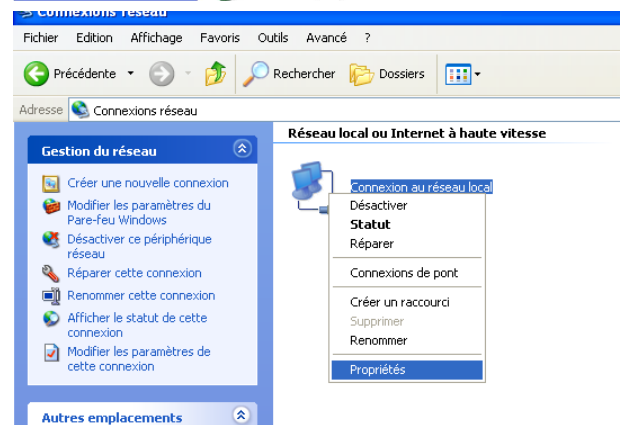 Connexions réseau
Fichier Edition Affichage Favoris Outils Avancé ?
Précédente Rechercher Dossiers
Adresse Connexions réseau
Gestion du réseau
Créer une nouvelle connexion
Modifier les paramètres du
Pare-feu Windows
Désactiver ce périphérique
réseau
Réparer cette connexion
Renommer cette connexion
Afficher le statut de cette
connexion
Modifier les paramètres de
cette connexion
Autres emplacements
Réseau local ou Internet à haute vitesse
Connexion au réseau local
Désactiver
Statut
Réparer
Connexions de pont
Créer un raccourci
Supprimer
Renommer
Propriétés